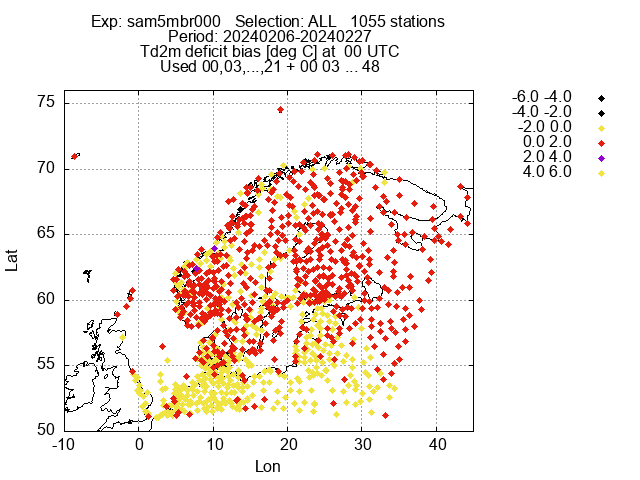 Exp: sam5mbr000 Selection: ALL 1055 stations
Period: 20240206-20240227
Td2m deficit bias [deg C] at 00 UTC
Used 00,03,...,21 + 00 03 ... 48
-6.0 -4.0
-4.0 -2.0
-2.0 0.0
0.0 2.0
2.0 4.0
4.0 6.0
75
70
65
60
55
50
Lat
-10 0 10 20 30 40
Lon